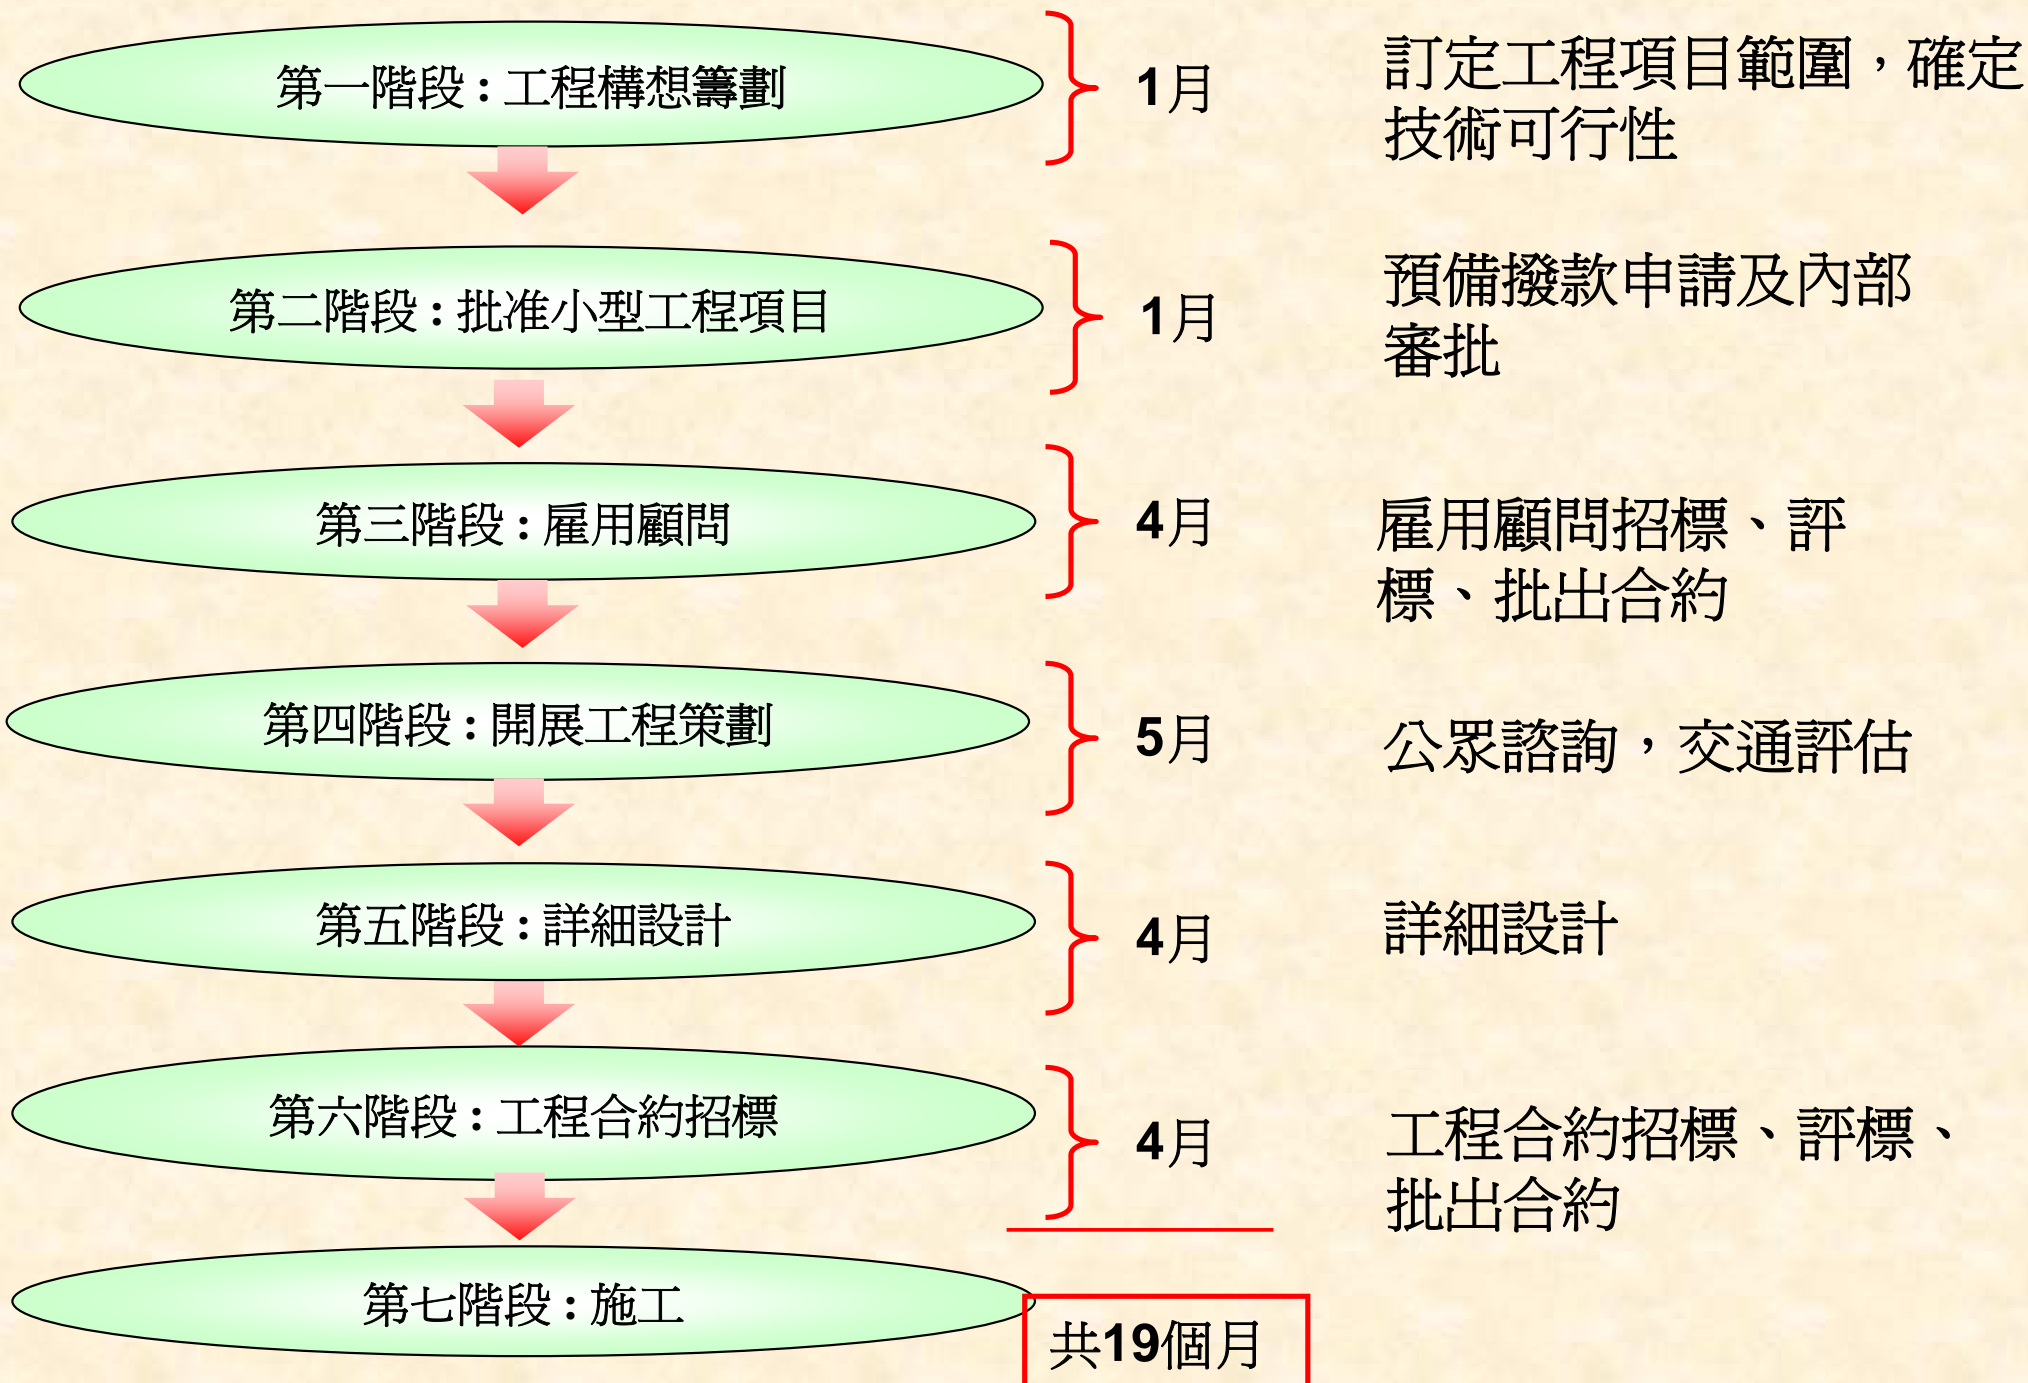 第一階段 : 工程構想籌劃
1月
訂定工程項目範圍，確定
技術可行性
第二階段 : 批准小型工程項目
1月
預備撥款申請及內部
審批
第三階段 : 雇用顧問
4月
雇用顧問招標、評
標、批出合約
第四階段 : 開展工程策劃
5月
公眾諮詢，交通評估
第五階段 : 詳細設計
4月
詳細設計
第六階段 : 工程合約招標
4月
工程合約招標、評標、
批出合約
第七階段 : 施工
共19個月